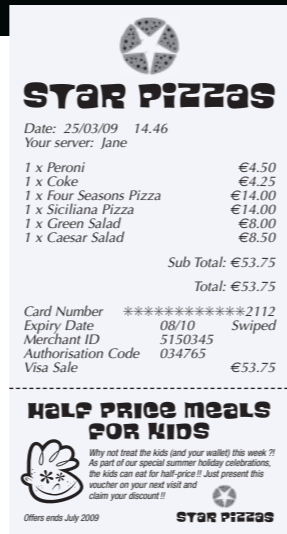 STAR PIZZAS
Date: 25/03/09 14.46
Your server: Jane
1 x Peroni €4.50
1 x Coke €4.25
1 x Four Seasons Pizza €14.00
1 x Siciliana Pizza €14.00
1 x Green Salad €8.00
1 x Caesar Salad €8.50
Sub Total: €53.75
Total: €53.75
Card Number ************2112
Expiry Date 08/10 Swiped
Merchant ID 5150345
Authorisation Code 034765
Visa Sale €53.75
HALF PRICE MEALS
FOR KIDS
Why not treat the kids (and your wallet) this week ?!
As part of our special summer holiday celebrations,
the kids can eat for half-price !! Just present this
voucher on your next visit and
claim your discount !!
Offers ends July 2009
STAR PIZZAS